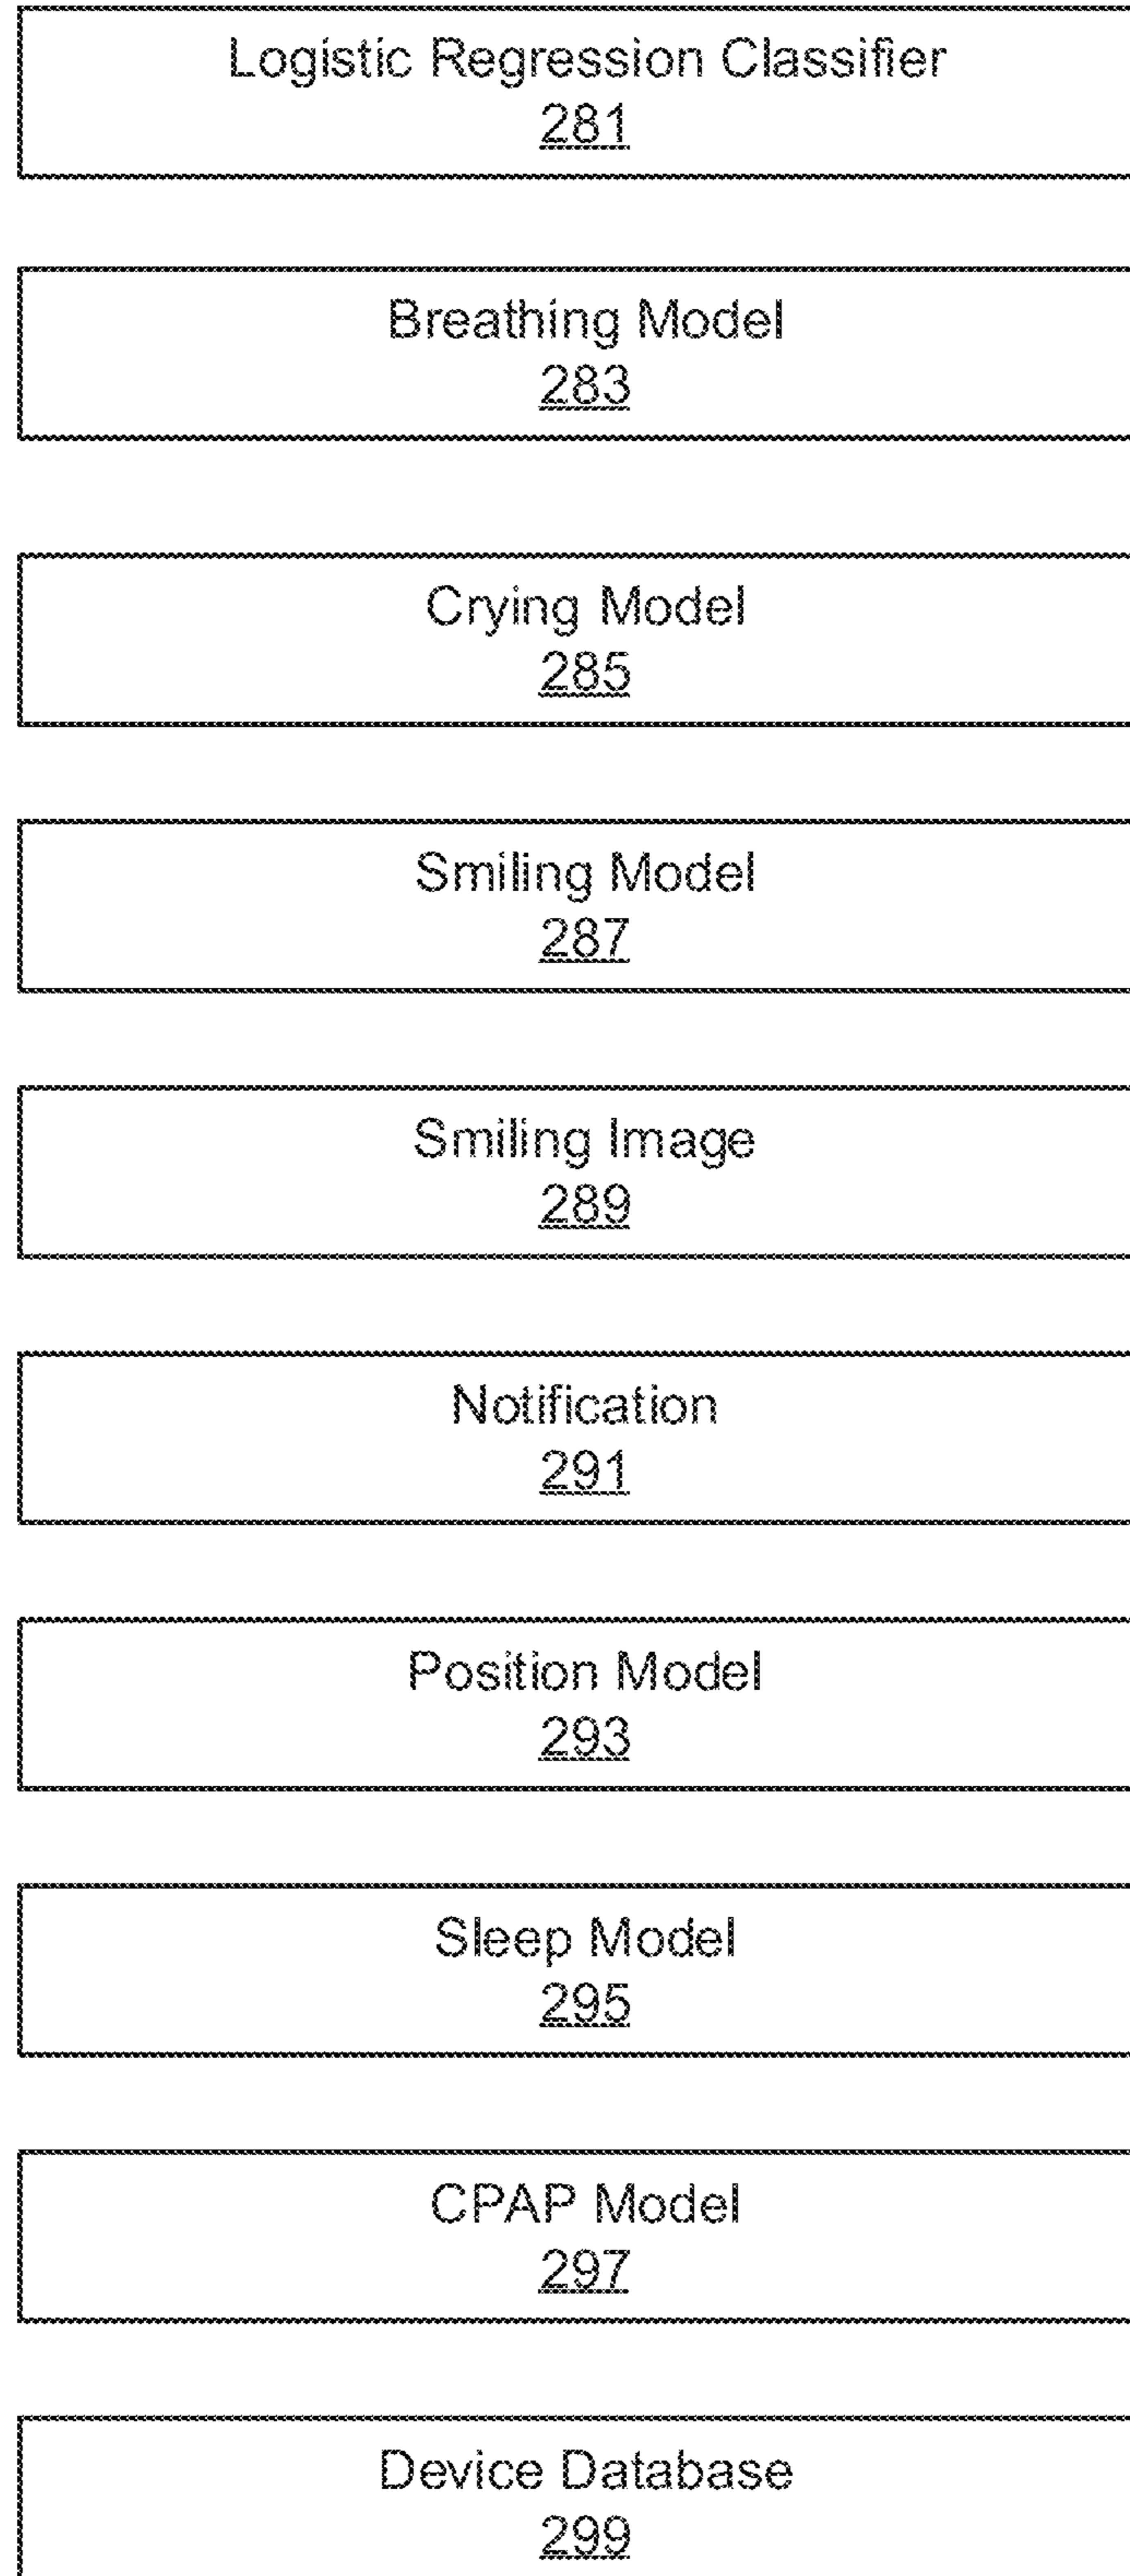 Logistic Regression Classifier
281
Breathing Model
283
Crying Model
285
Smiling Model
287
Smiling Image
289
Notification
291
Position Model
293
Sleep Model
295
CPAP Model
297
Device Database
299